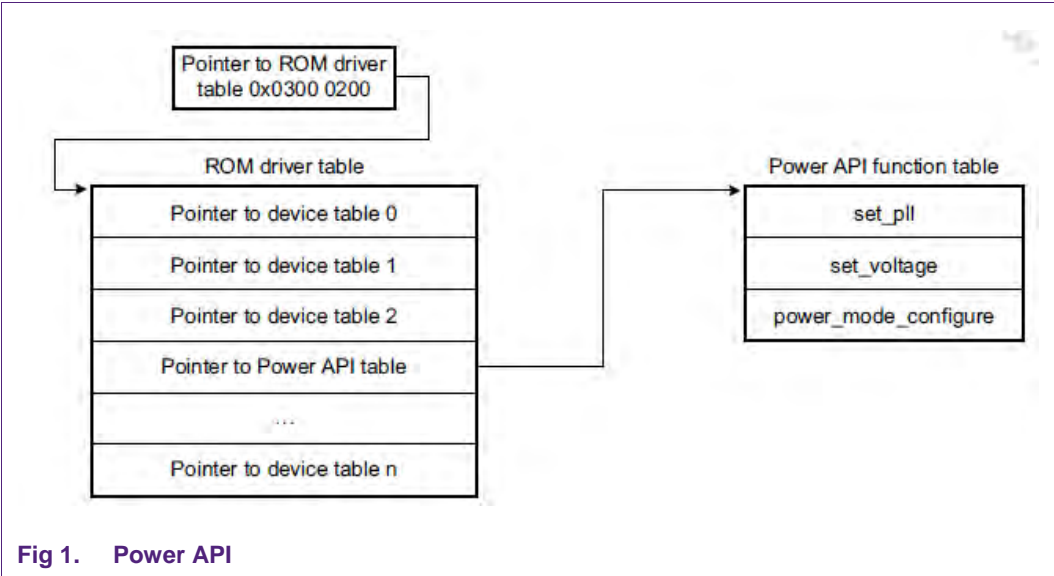 Pointer to ROM driver
table 0x0300 0200
ROM driver table
Pointer to device table 0
Pointer to device table 1
Pointer to device table 2
Pointer to Power API table
...
Pointer to device table n
Power API function table
set_pll
set_voltage
power_mode_configure
Fig 1. Power API